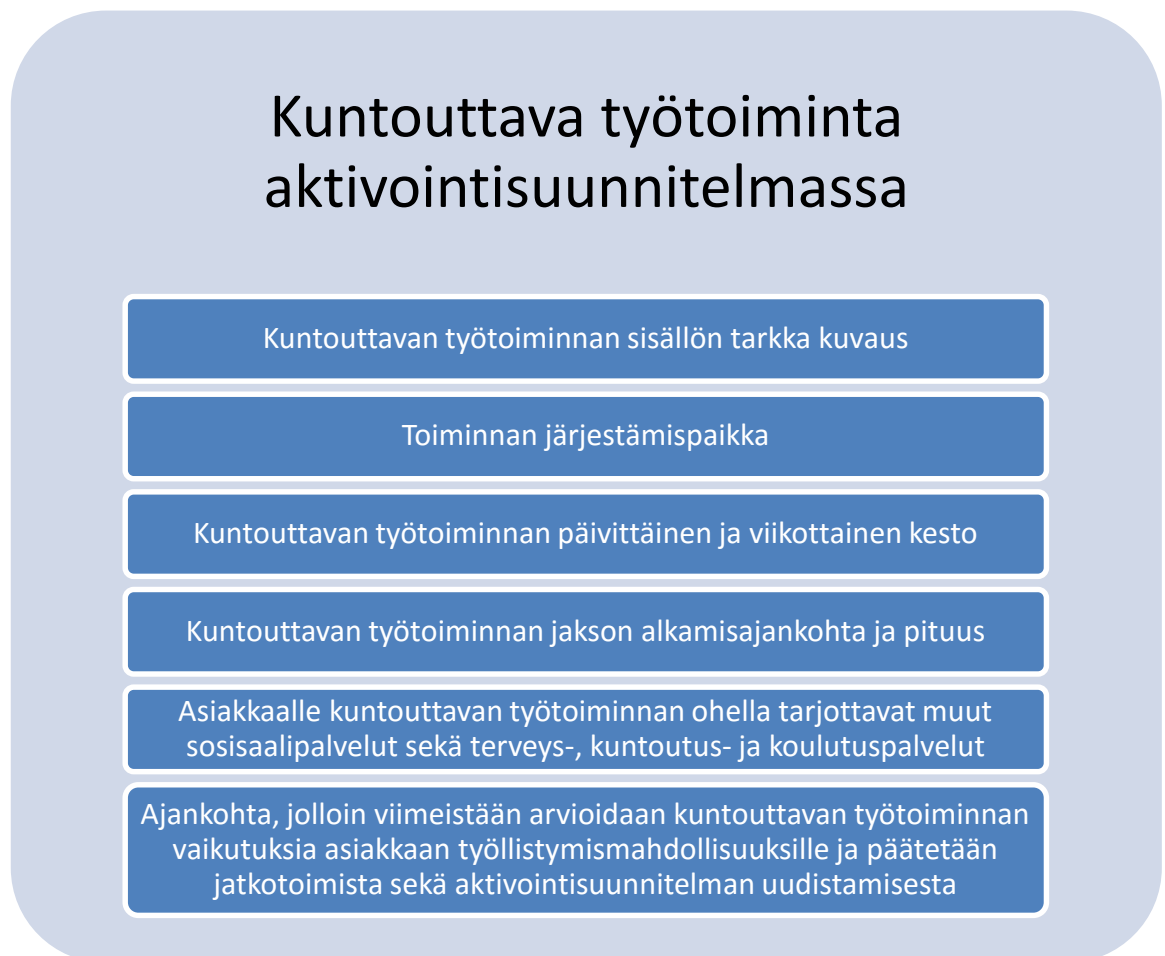 Kuntouttava työtoiminta
aktivointisuunnitelmassa
Kuntouttavan työtoiminnan sisällön tarkka kuvaus
Toiminnan järjestämispaikka
Kuntouttavan työtoiminnan päivittäinen ja viikottainen kesto
Kuntouttavan työtoiminnan jakson alkamisajankohta ja pituus
Asiakkaalle kuntouttavan työtoiminnan ohella tarjottavat muut
sosisaalipalvelut sekä terveys-, kuntoutus- ja koulutuspalvelut
Ajankohta, jolloin viimeistään arvioidaan kuntouttavan työtoiminnan
vaikutuksia asiakkaan työllistymismahdollisuuksille ja päätetään
jatkotoimista sekä aktivointisuunnitelman uudistamisesta